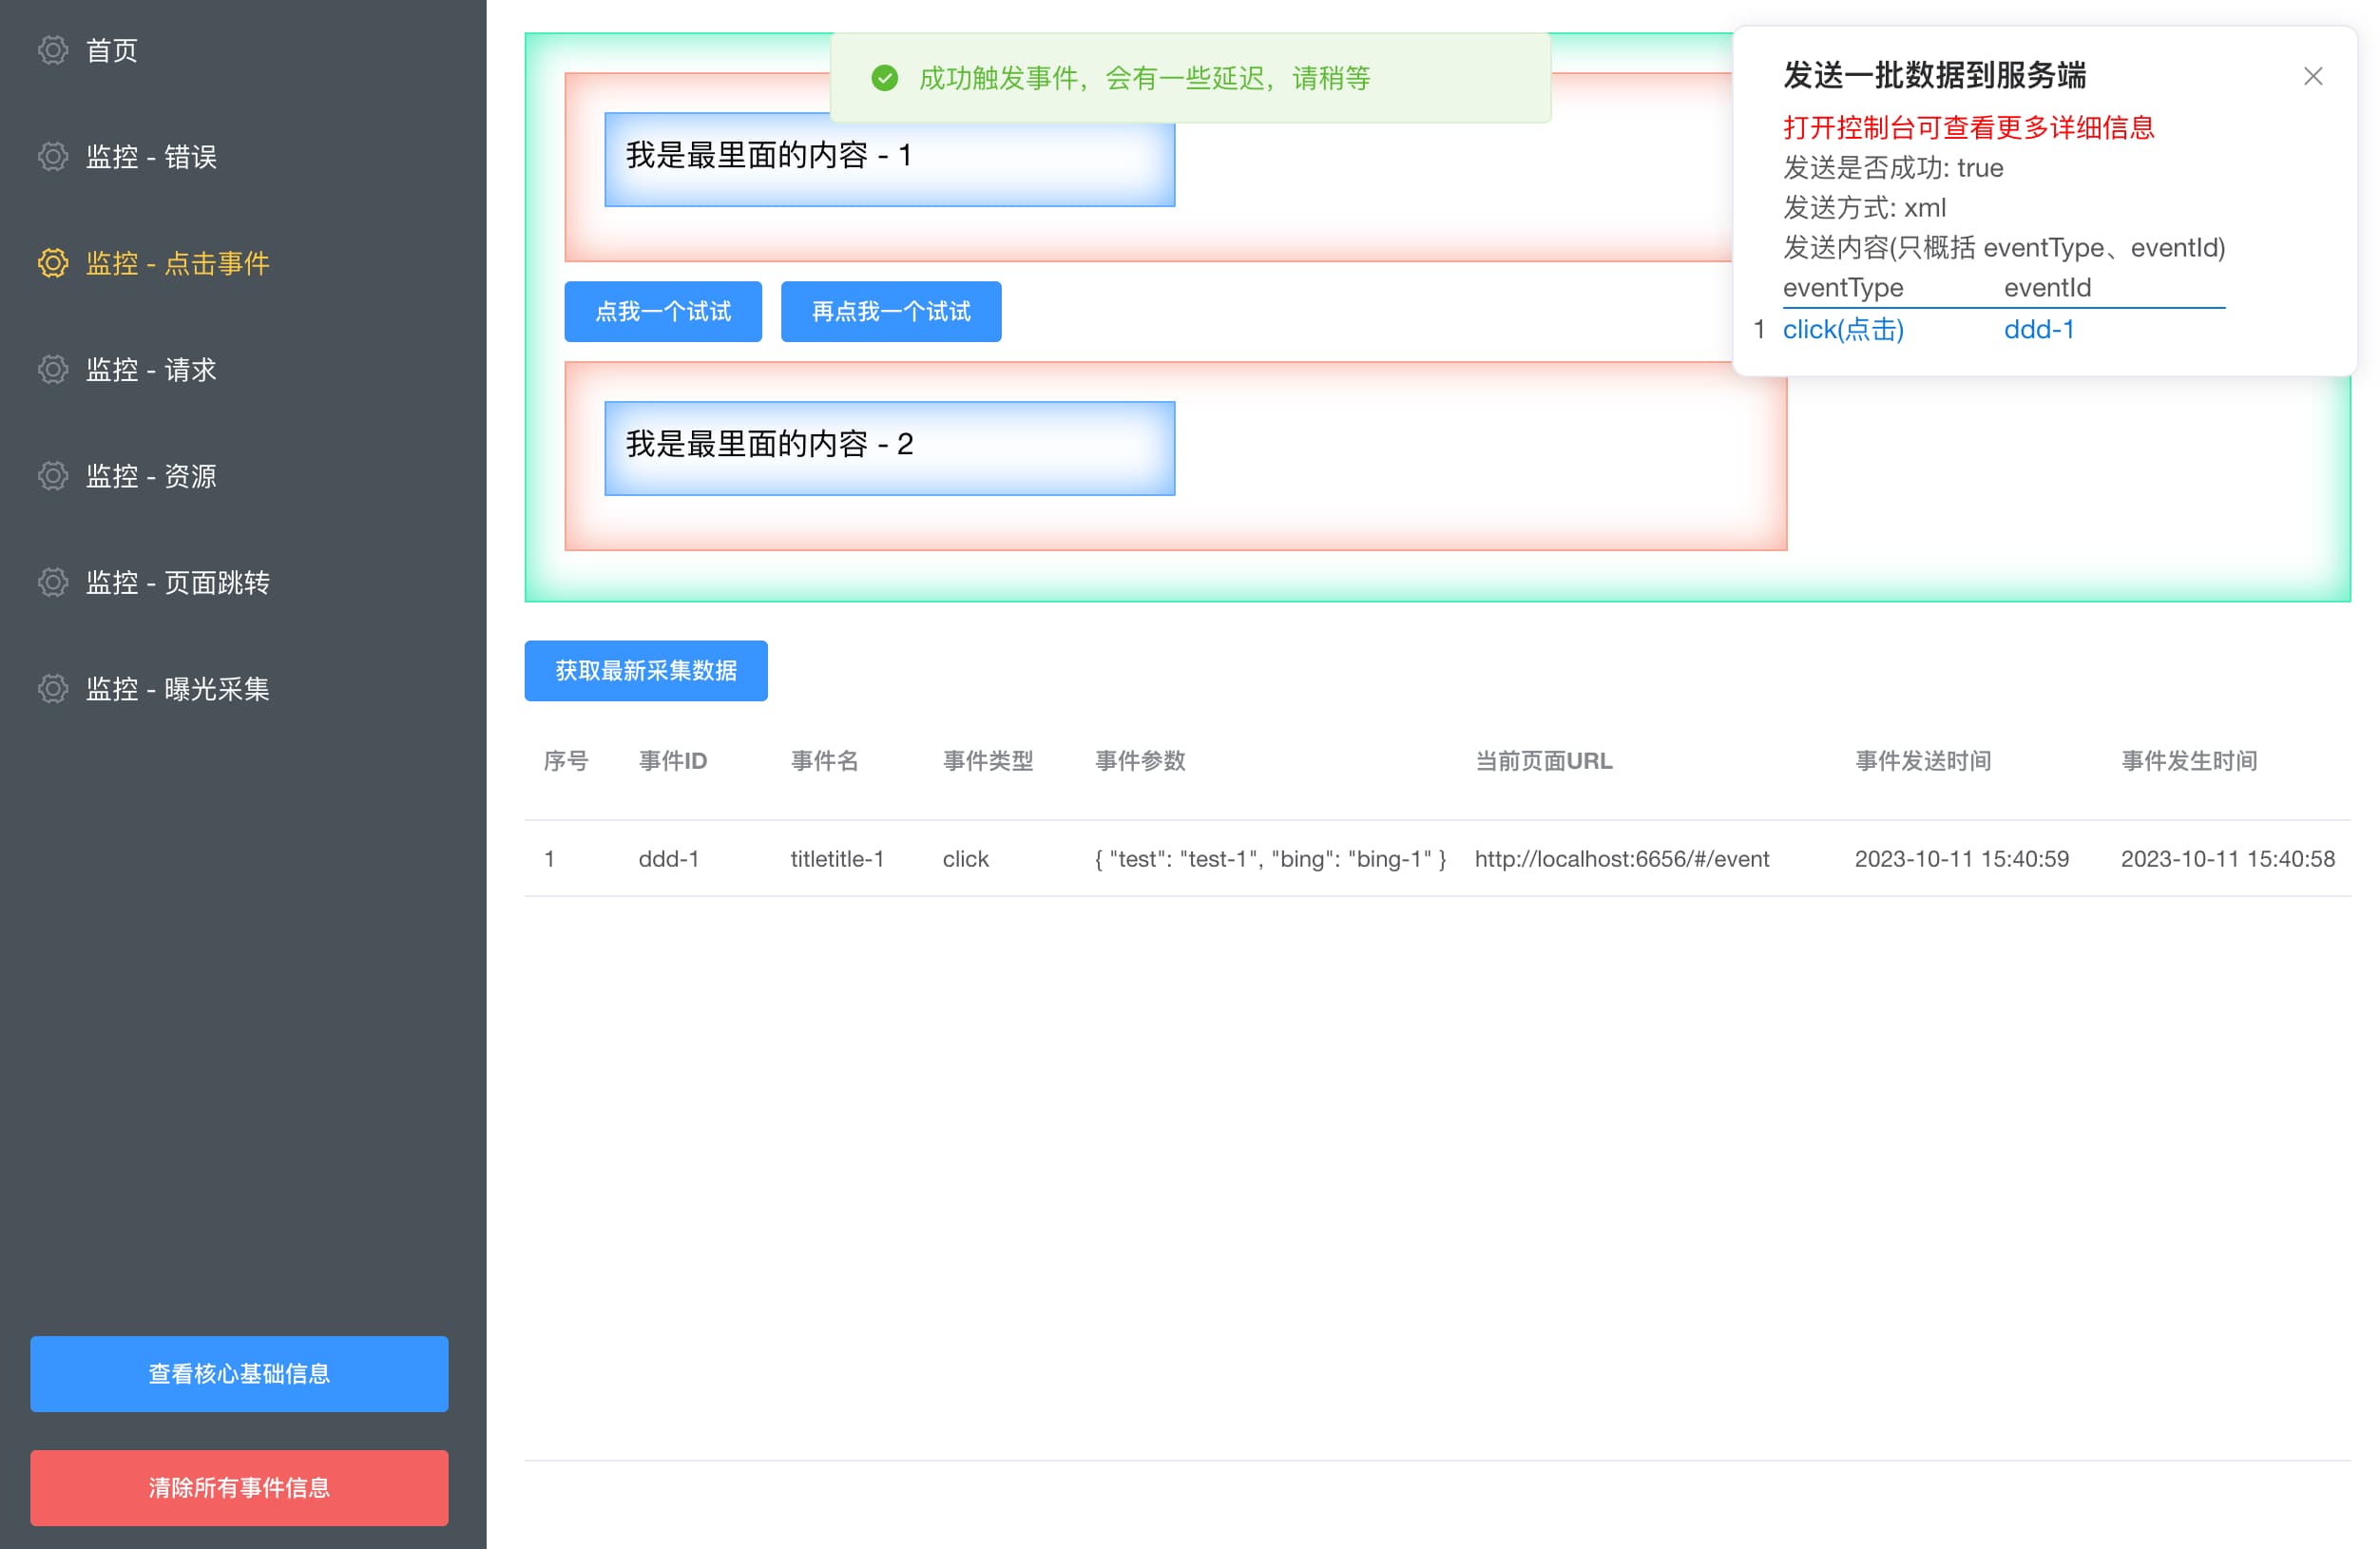 首页
监控 - 错误
监控 - 点击事件
监控 - 请求
监控 - 资源
监控 - 页面跳转
监控 - 曝光采集
查看核心基础信息
清除所有事件信息
成功触发事件，会有一些延迟，请稍等
我是最里面的内容 - 1
点我一个试试 再点我一个试试
我是最里面的内容 - 2
发送一批数据到服务端
打开控制台可查看更多详细信息
发送是否成功: true
发送方式: xml
发送内容(只概括 eventType、eventId)
eventType eventId
1 click(点击) ddd-1
获取最新采集数据
序号 事件ID 事件名 事件类型 事件参数 当前页面URL 事件发送时间 事件发生时间
1 ddd-1 titletitle-1 click { "test": "test-1", "bing": "bing-1" } http://localhost:6656/#/event 2023-10-11 15:40:59 2023-10-11 15:40:58